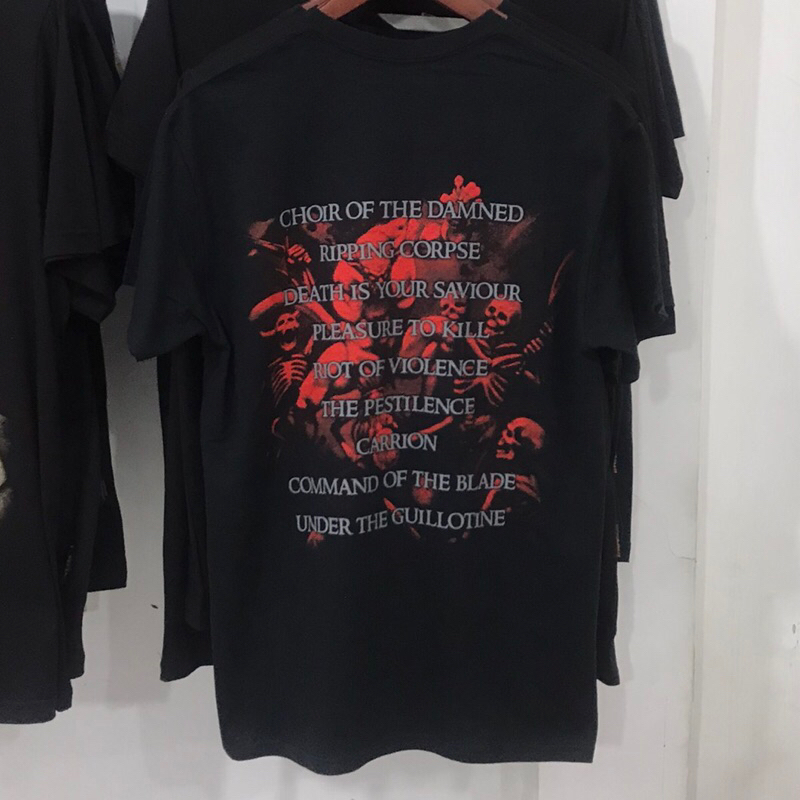 CHOIR OF THE DAMNED
RIPPING CORPSE
DEATH IS YOUR SAVIOUR
PLEASURE TO KILL
RIOT OF VIOLENCE
THE PESTILENCE
CARRION
COMMAND OF THE BLADE
UNDER THE GUILLOTINE